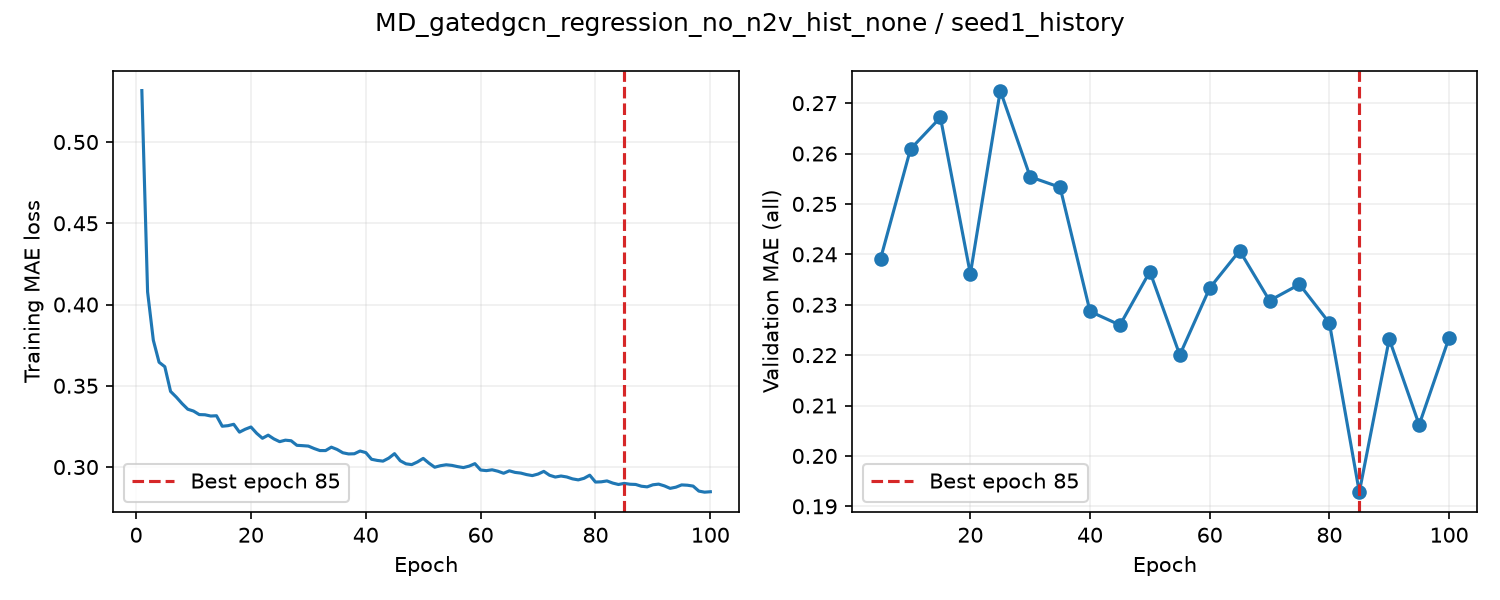 MD_gatedgcn_regression_no_n2v_hist_none / seed1_history
Training MAE loss
0.50
0.45
0.40
0.35
0.30
Best epoch 85
0 20 40 60 80 100
Epoch
Validation MAE (all)
0.27
0.26
0.25
0.24
0.23
0.22
0.21
0.20
0.19
Best epoch 85
20 40 60 80 100
Epoch